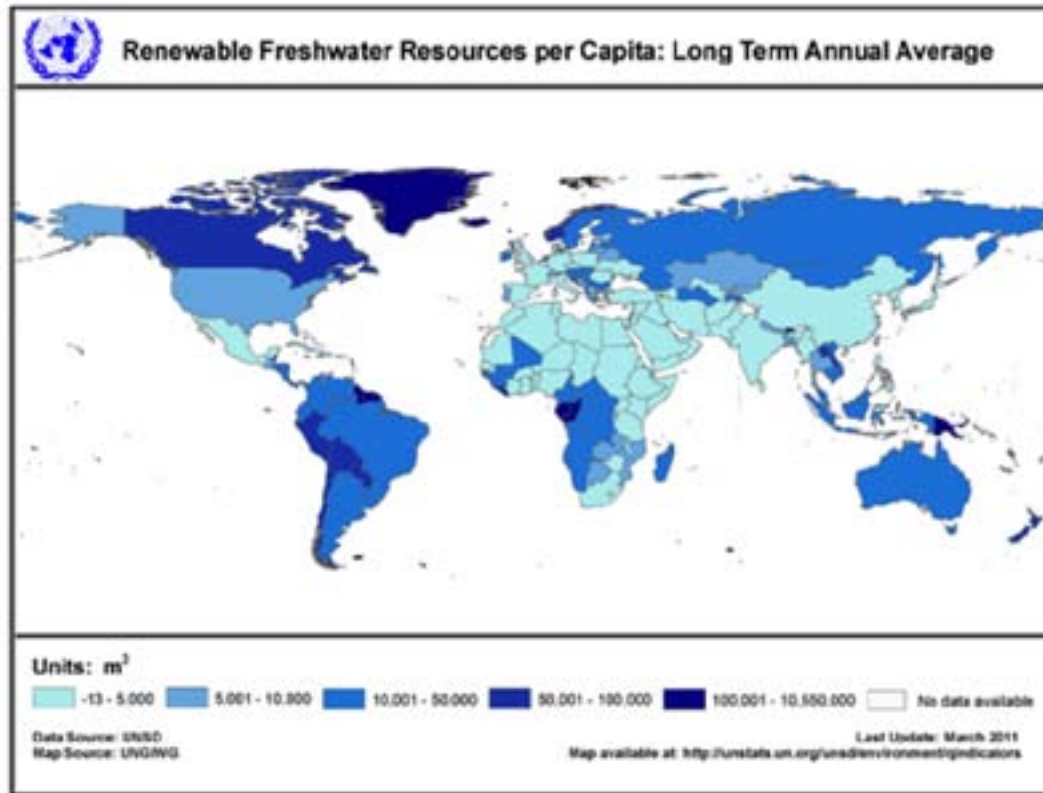 Renewable Freshwater Resources per Capita: Long Term Annual Average
Units: m³
-13 - 5.000
5.001 - 10.000
10.001 - 50.000
50.001 - 100.000
100.001 - 10,550.000
No data available
Data Source: UNSD
Map Source: UNGIWG
Last Update: March 2011
Map available at: http://unstats.un.org/unsd/environment/qindicators